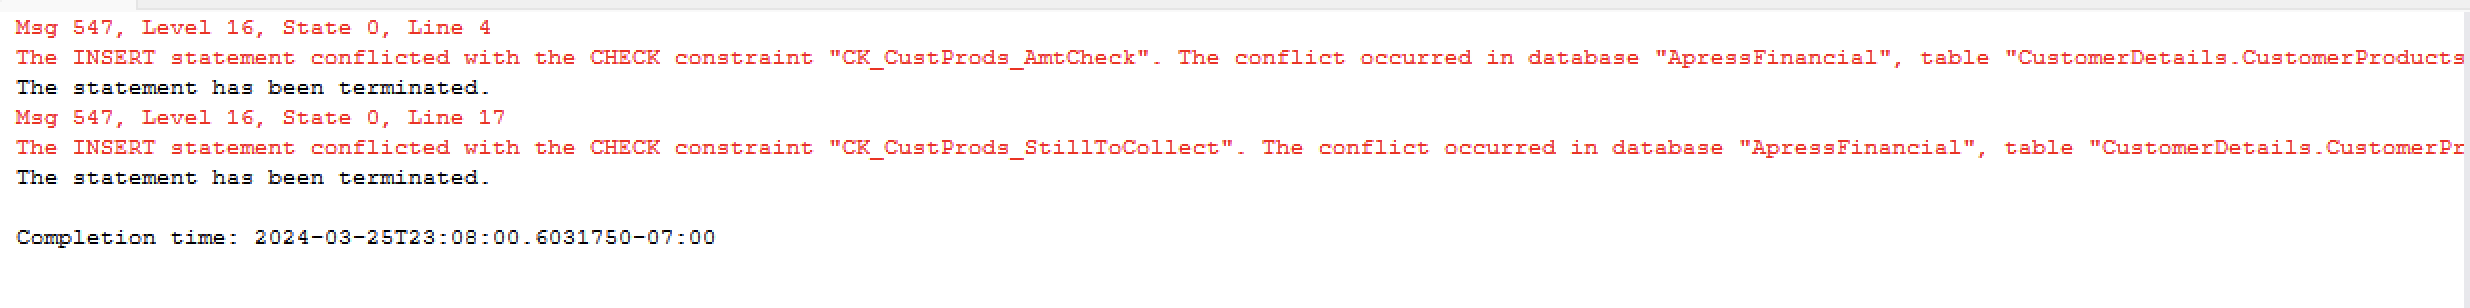 Msg 547, Level 16, State 0, Line 4
The INSERT statement conflicted with the CHECK constraint "CK_CustProds_AmtCheck". The conflict occurred in database "ApressFinancial", table "CustomerDetails.CustomerProducts
The statement has been terminated.
Msg 547, Level 16, State 0, Line 17
The INSERT statement conflicted with the CHECK constraint "CK_CustProds_StillToCollect". The conflict occurred in database "ApressFinancial", table "CustomerDetails.CustomerPr
The statement has been terminated.
Completion time: 2024-03-25T23:08:00.6031750-07:00